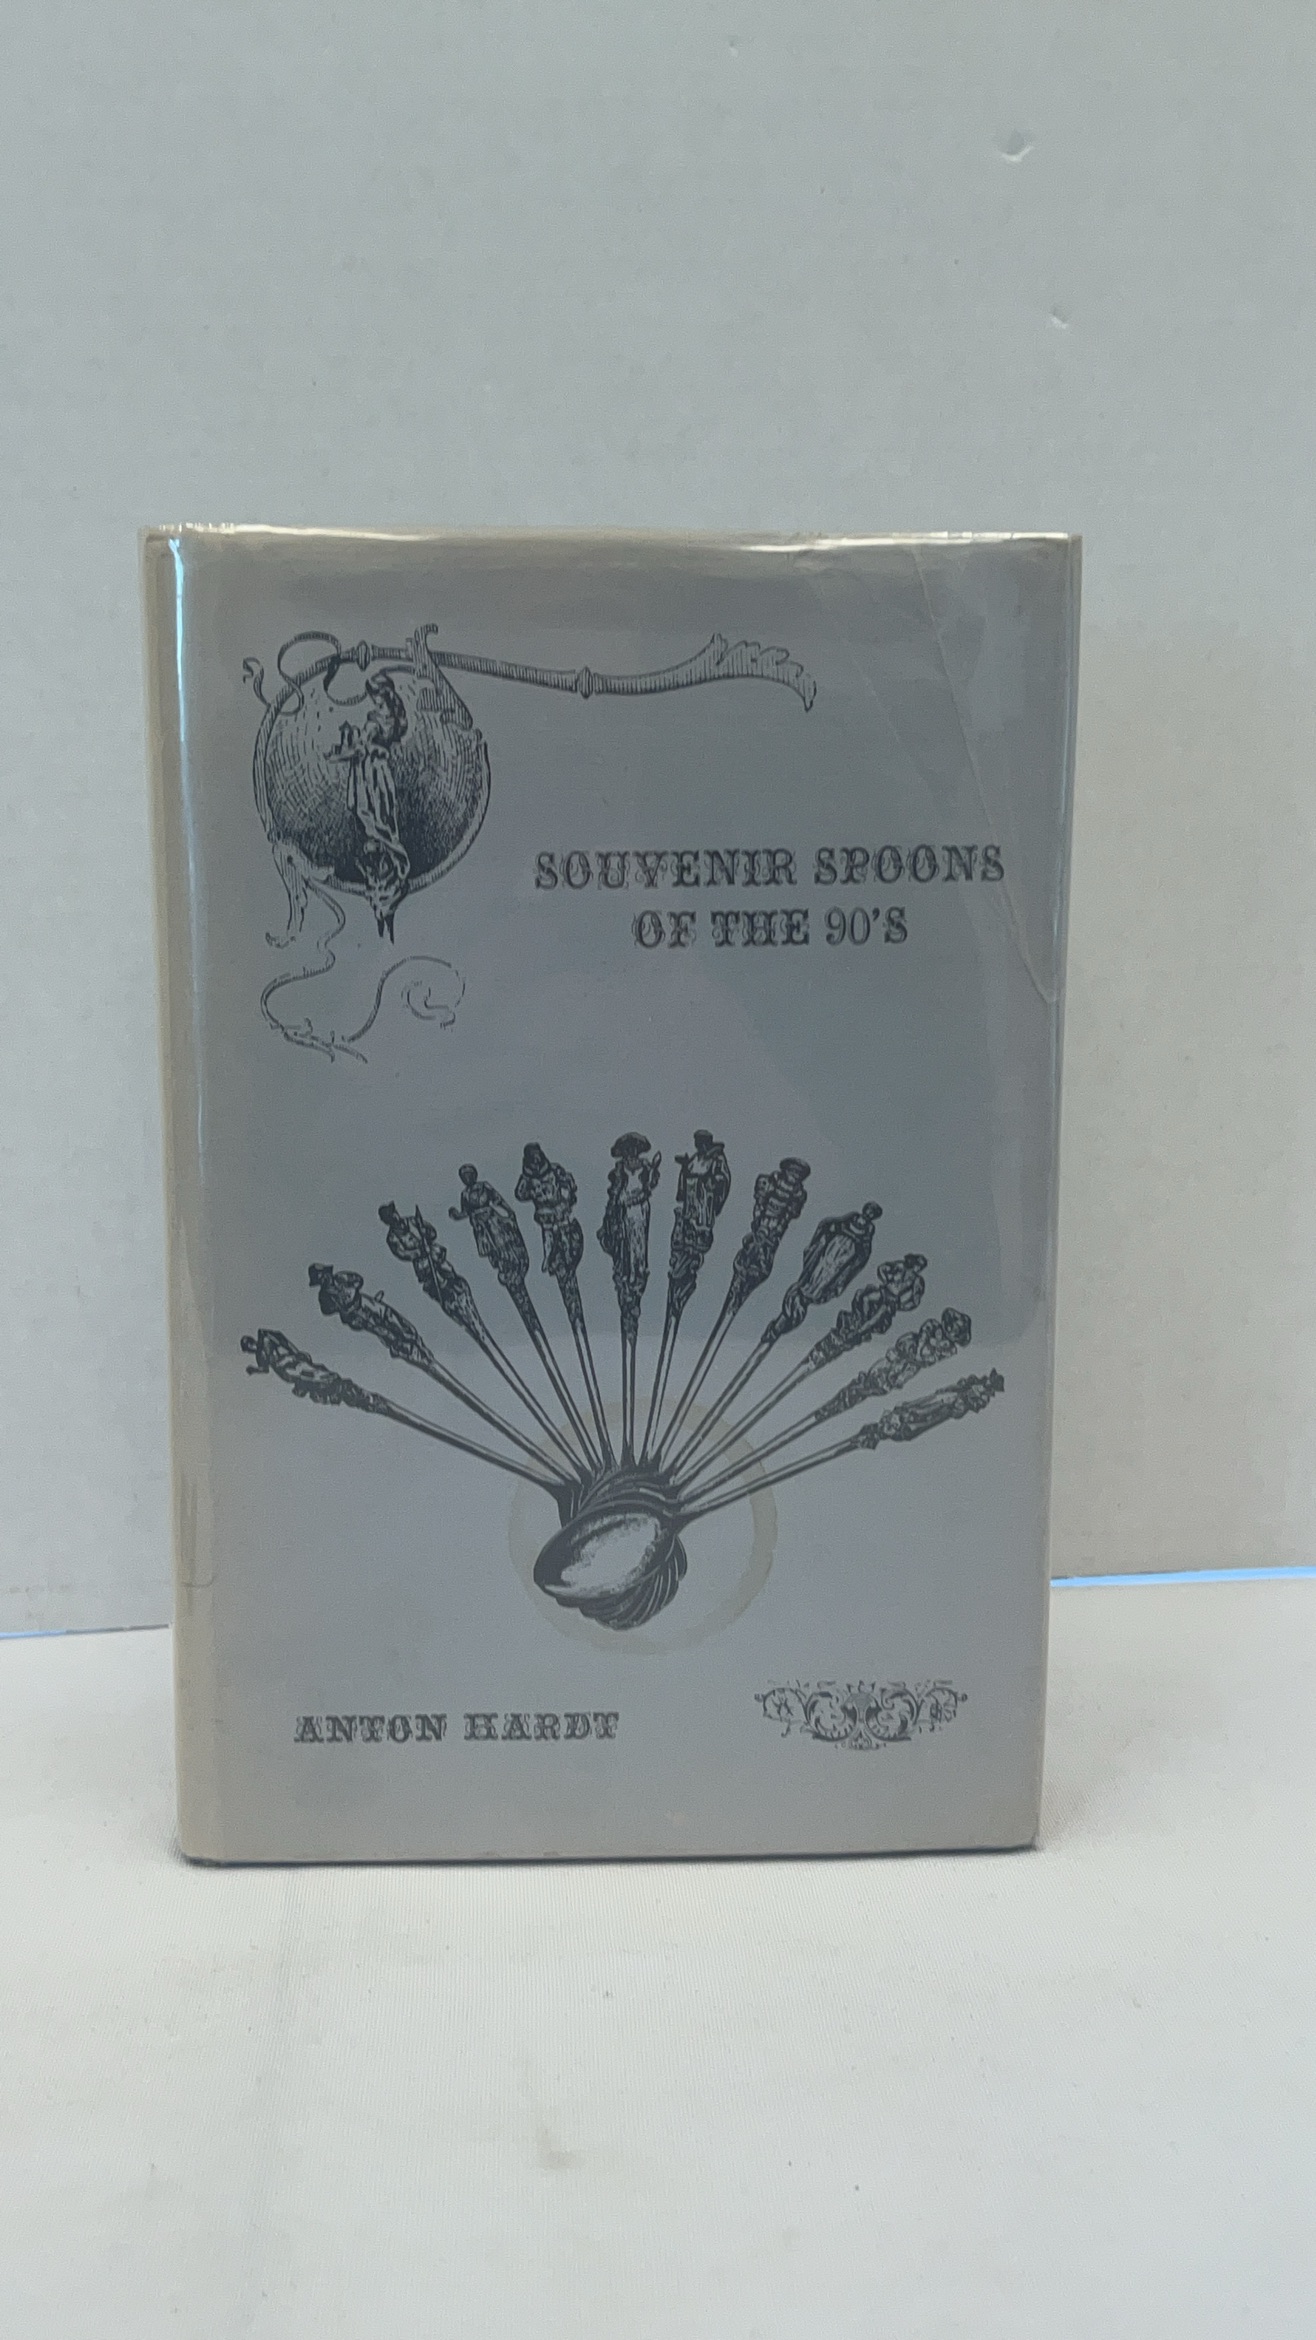 SOUVENIR SPOONS
OF THE 90'S
ANTON HARDT